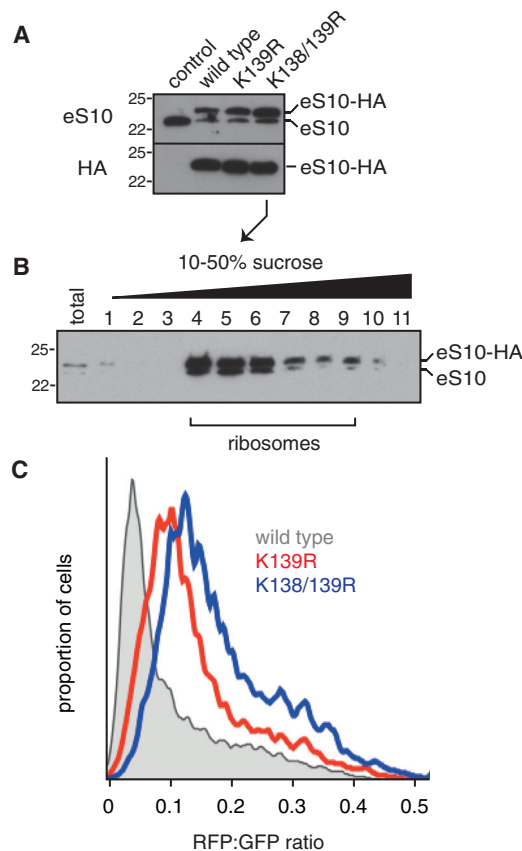 A
control
wild type
K139R
K138/139R
eS10
25
22
eS10-HA
eS10
HA
25
22
eS10-HA
B
10-50% sucrose
total
1 2 3 4 5 6 7 8 9 10 11
25
22
eS10-HA
eS10
ribosomes
C
wild type
K139R
K138/139R
proportion of cells
0 0.1 0.2 0.3 0.4 0.5
RFP:GFP ratio